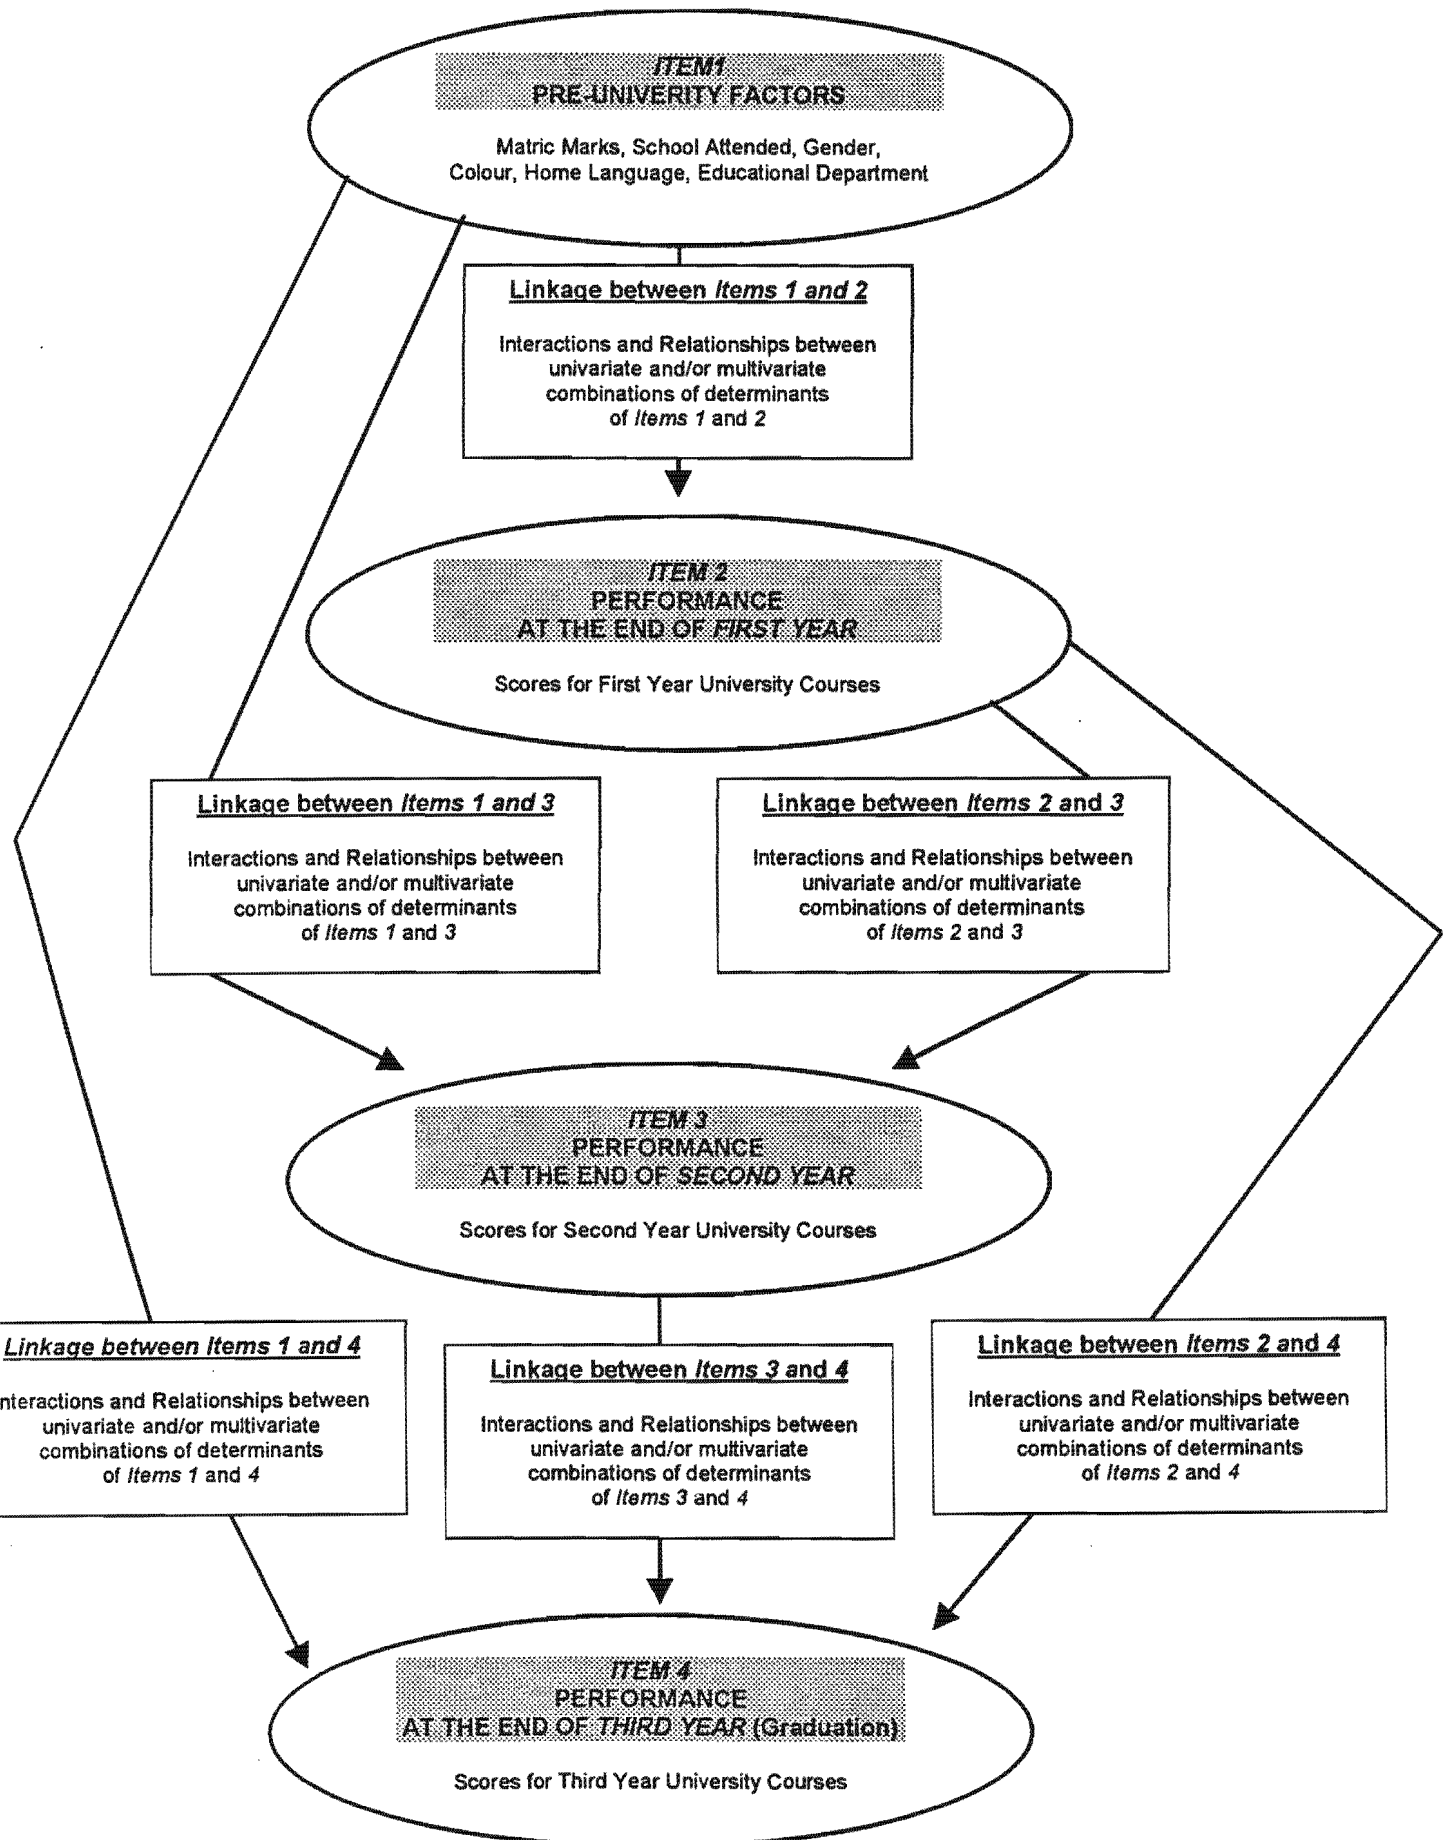 ITEM1
PRE-UNIVERITY FACTORS
Matric Marks, School Attended, Gender,
Colour, Home Language, Educational Department
Linkage between Items 1 and 2
Interactions and Relationships between
univariate and/or multivariate
combinations of determinants
of Items 1 and 2
ITEM 2
PERFORMANCE
AT THE END OF FIRST YEAR
Scores for First Year University Courses
Linkage between Items 1 and 3
Interactions and Relationships between
univariate and/or multivariate
combinations of determinants
of Items 1 and 3
Linkage between Items 2 and 3
Interactions and Relationships between
univariate and/or multivariate
combinations of determinants
of Items 2 and 3
ITEM 3
PERFORMANCE
AT THE END OF SECOND YEAR
Scores for Second Year University Courses
Linkage between Items 1 and 4
nteractions and Relationships between
univariate and/or multivariate
combinations of determinants
of Items 1 and 4
Linkage between Items 3 and 4
Interactions and Relationships between
univariate and/or multivariate
combinations of determinants
of Items 3 and 4
Linkage between Items 2 and 4
Interactions and Relationships between
univariate and/or multivariate
combinations of determinants
of Items 2 and 4
ITEM 4
PERFORMANCE
AT THE END OF THIRD YEAR (Graduation)
Scores for Third Year University Courses